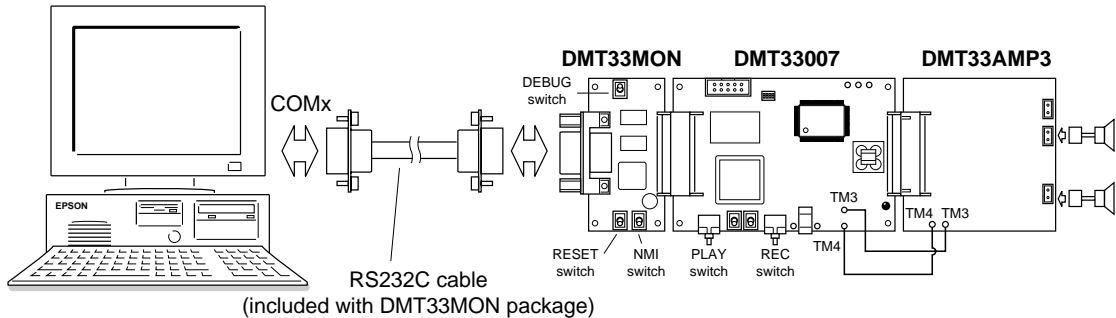 DMT33MON DMT33007 DMT33AMP3
DEBUG
switch
COMx
EPSON
TM3
TM4 TM3
TM4
RESET
switch
NMI
switch
PLAY
switch
REC
switch
RS232C cable
(included with DMT33MON package)